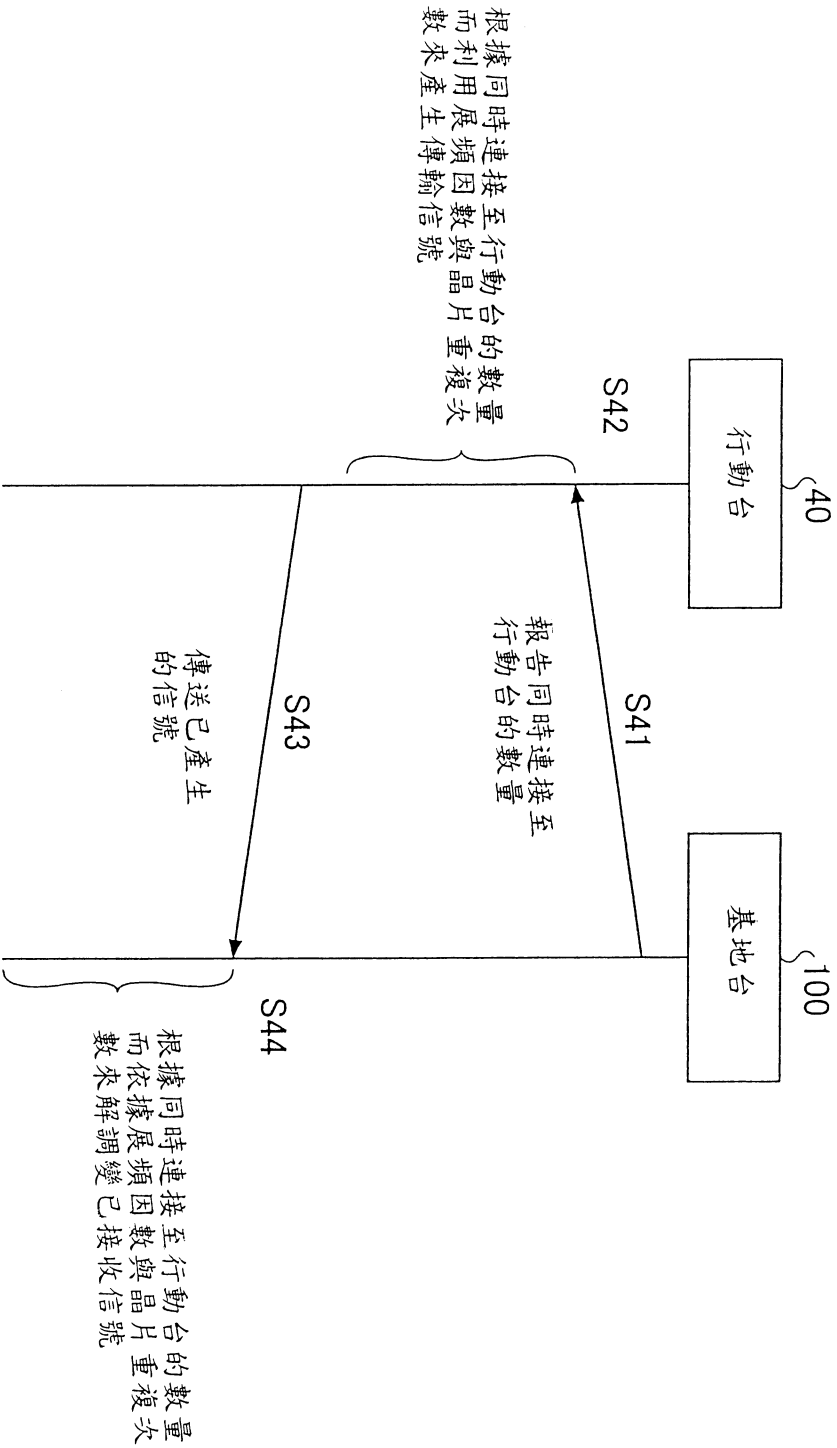 40
行動台
100
基地台
S41
報告同時連接至
行動台的數量
S42
根據同時連接至行動台的數量
而利用展頻因數與晶片重複次
數來產生傳輸信號
S43
傳送已產生
的信號
S44
根據同時連接至行動台的數量
而依據展頻因數與晶片重複次
數來解調變已接收信號